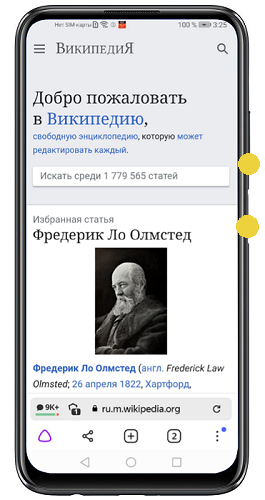 Нет SIM-карты 100 % 3:25
ВИКИПЕДИЯ
Добро пожаловать
в Википедию,
свободную энциклопедию, которую может
редактировать каждый.
Искать среди 1 779 565 статей
Избранная статья
Фредерик Ло Олмстед
Фредерик Ло Олмстед (англ. Frederick Law
Olmsted; 26 апреля 1822, Хартфорд,
9K+ 1 ru.m.wikipedia.org
2